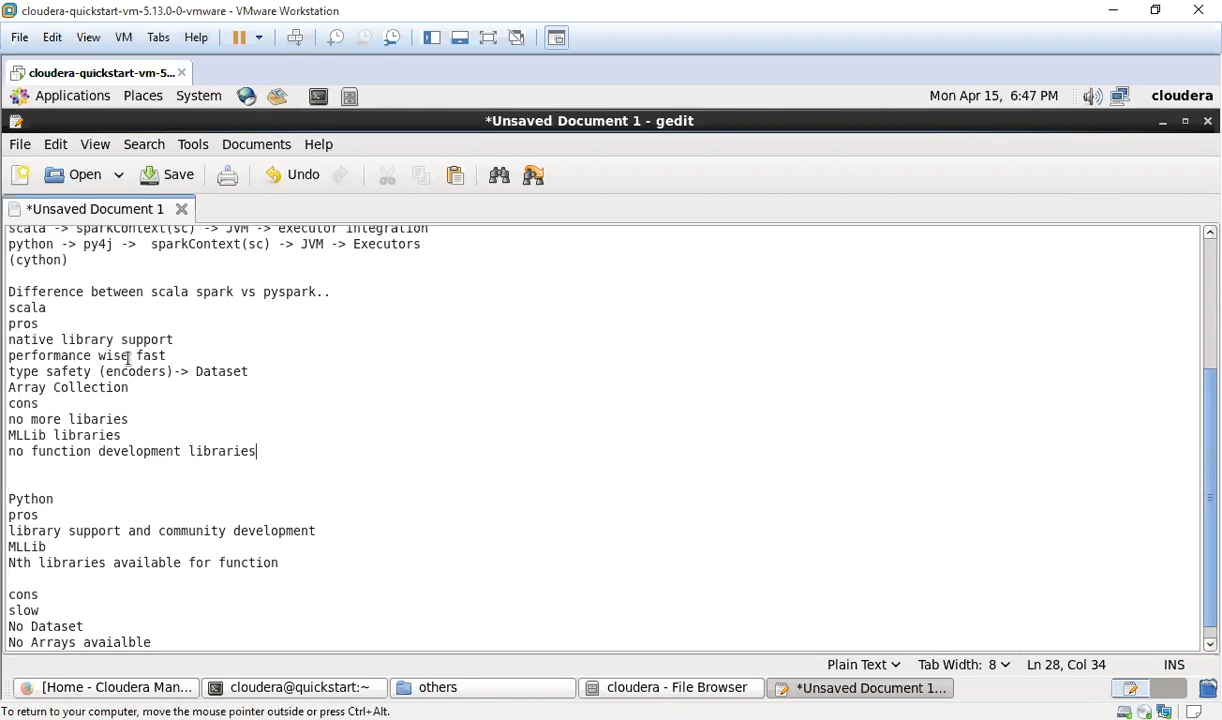 cloudera-quickstart-vm-5.13.0-0-vmware - VMware Workstation
File Edit View VM Tabs Help
cloudera-quickstart-vm-5...
Applications Places System Mon Apr 15, 6:47 PM cloudera
*Unsaved Document 1 - gedit
File Edit View Search Tools Documents Help
Open Save Undo
*Unsaved Document 1
scala -> sparkContext(sc) -> JVM -> executor integration
python -> py4j -> sparkContext(sc) -> JVM -> Executors
(cython)
Difference between scala spark vs pyspark..
scala
pros
native library support
performance wise fast
type safety (encoders)-> Dataset
Array Collection
cons
no more libaries
MLLib libraries
no function development libraries
Python
pros
library support and community development
MLLib
Nth libraries available for function
cons
slow
No Dataset
No Arrays avaialble
Plain Text Tab Width: 8 Ln 28, Col 34 INS
[Home - Cloudera Man... cloudera@quickstart:~ others cloudera - File Browser *Unsaved Document 1...
To return to your computer, move the mouse pointer outside or press Ctrl+Alt.